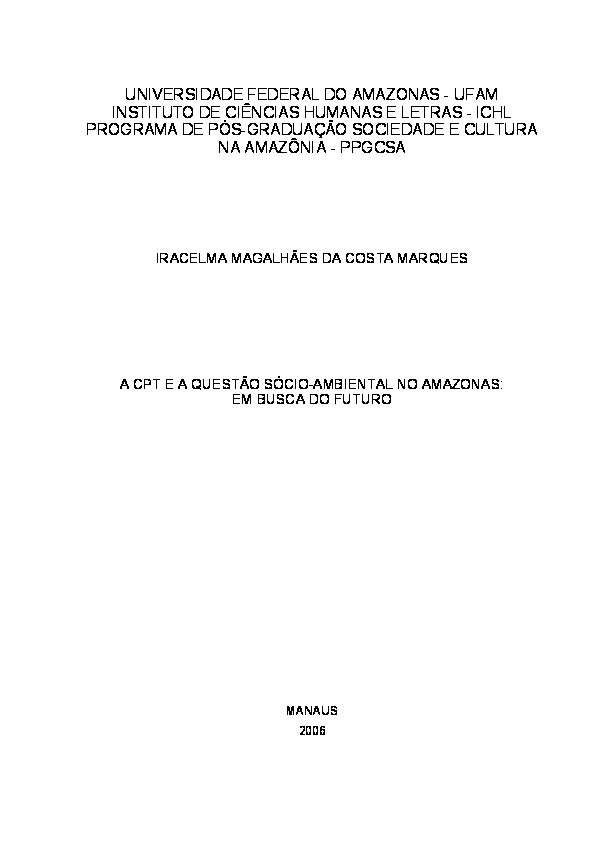 UNIVERSIDADE FEDERAL DO AMAZONAS - UFAM
INSTITUTO DE CIÊNCIAS HUMANAS E LETRAS - ICHL
PROGRAMA DE PÓS-GRADUAÇÃO SOCIEDADE E CULTURA
NA AMAZÔNIA - PPGCSA
IRACELMA MAGALHÃES DA COSTA MARQUES
A CPT E A QUESTÃO SÓCIO-AMBIENTAL NO AMAZONAS:
EM BUSCA DO FUTURO
MANAUS
2006